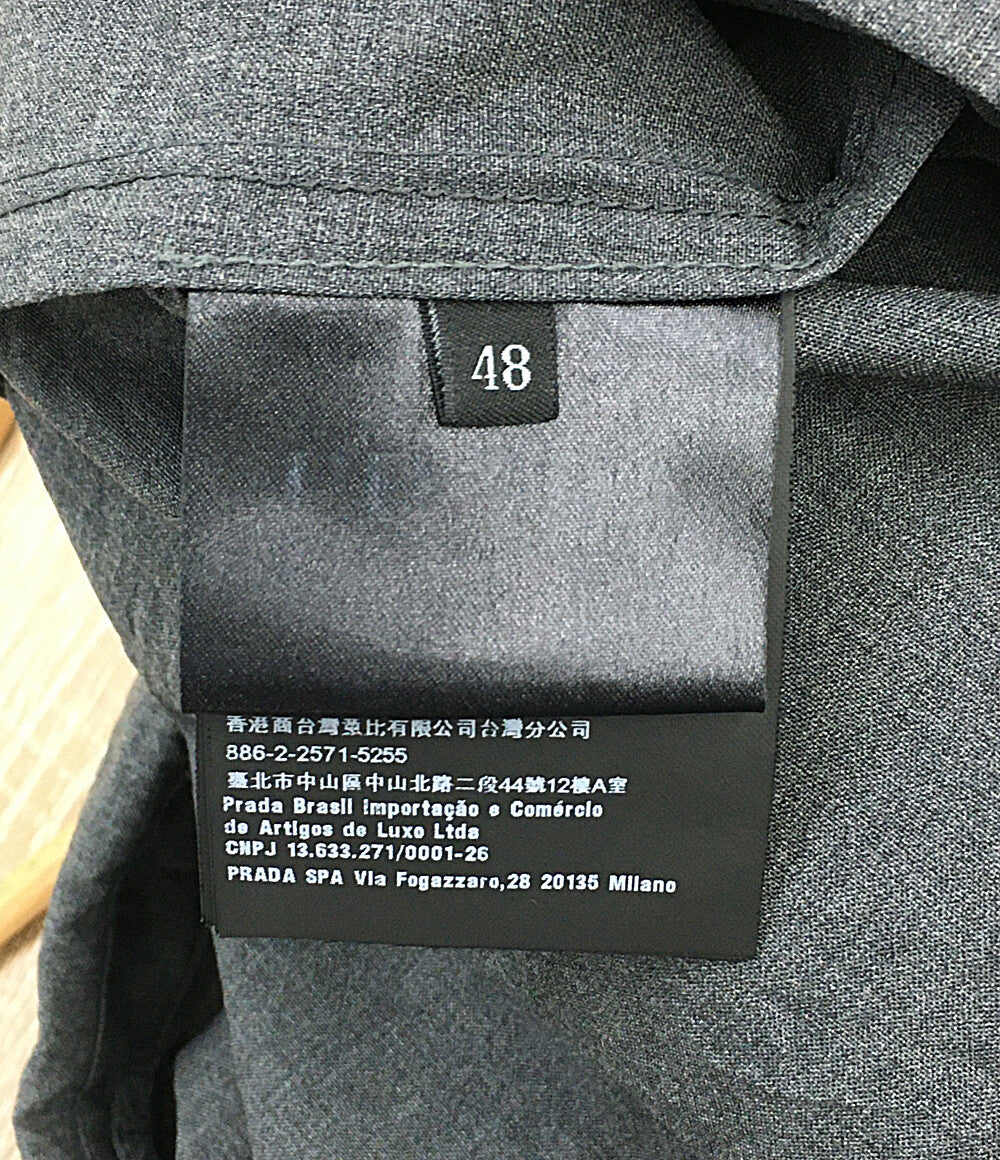 48
香港商台灣慕比有限公司台灣分公司
886-2-2571-5255
臺北市中山區中山北路二段44號12樓A室
Prada Brasil Importação e Comércio
de Artigos de Luxo Ltda
CNPJ 13.633.271/0001-26
PRADA SPA Via Fogazzaro,28 20135 Milano